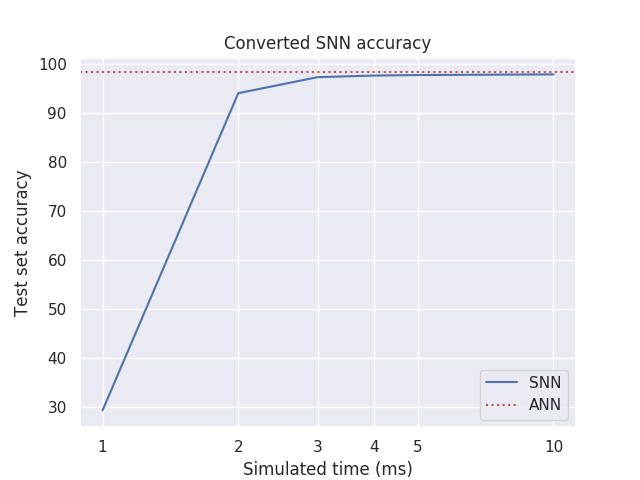 Converted SNN accuracy
Test set accuracy
100
90
80
70
60
50
40
30
SNN
ANN
1 2 3 4 5 10
Simulated time (ms)